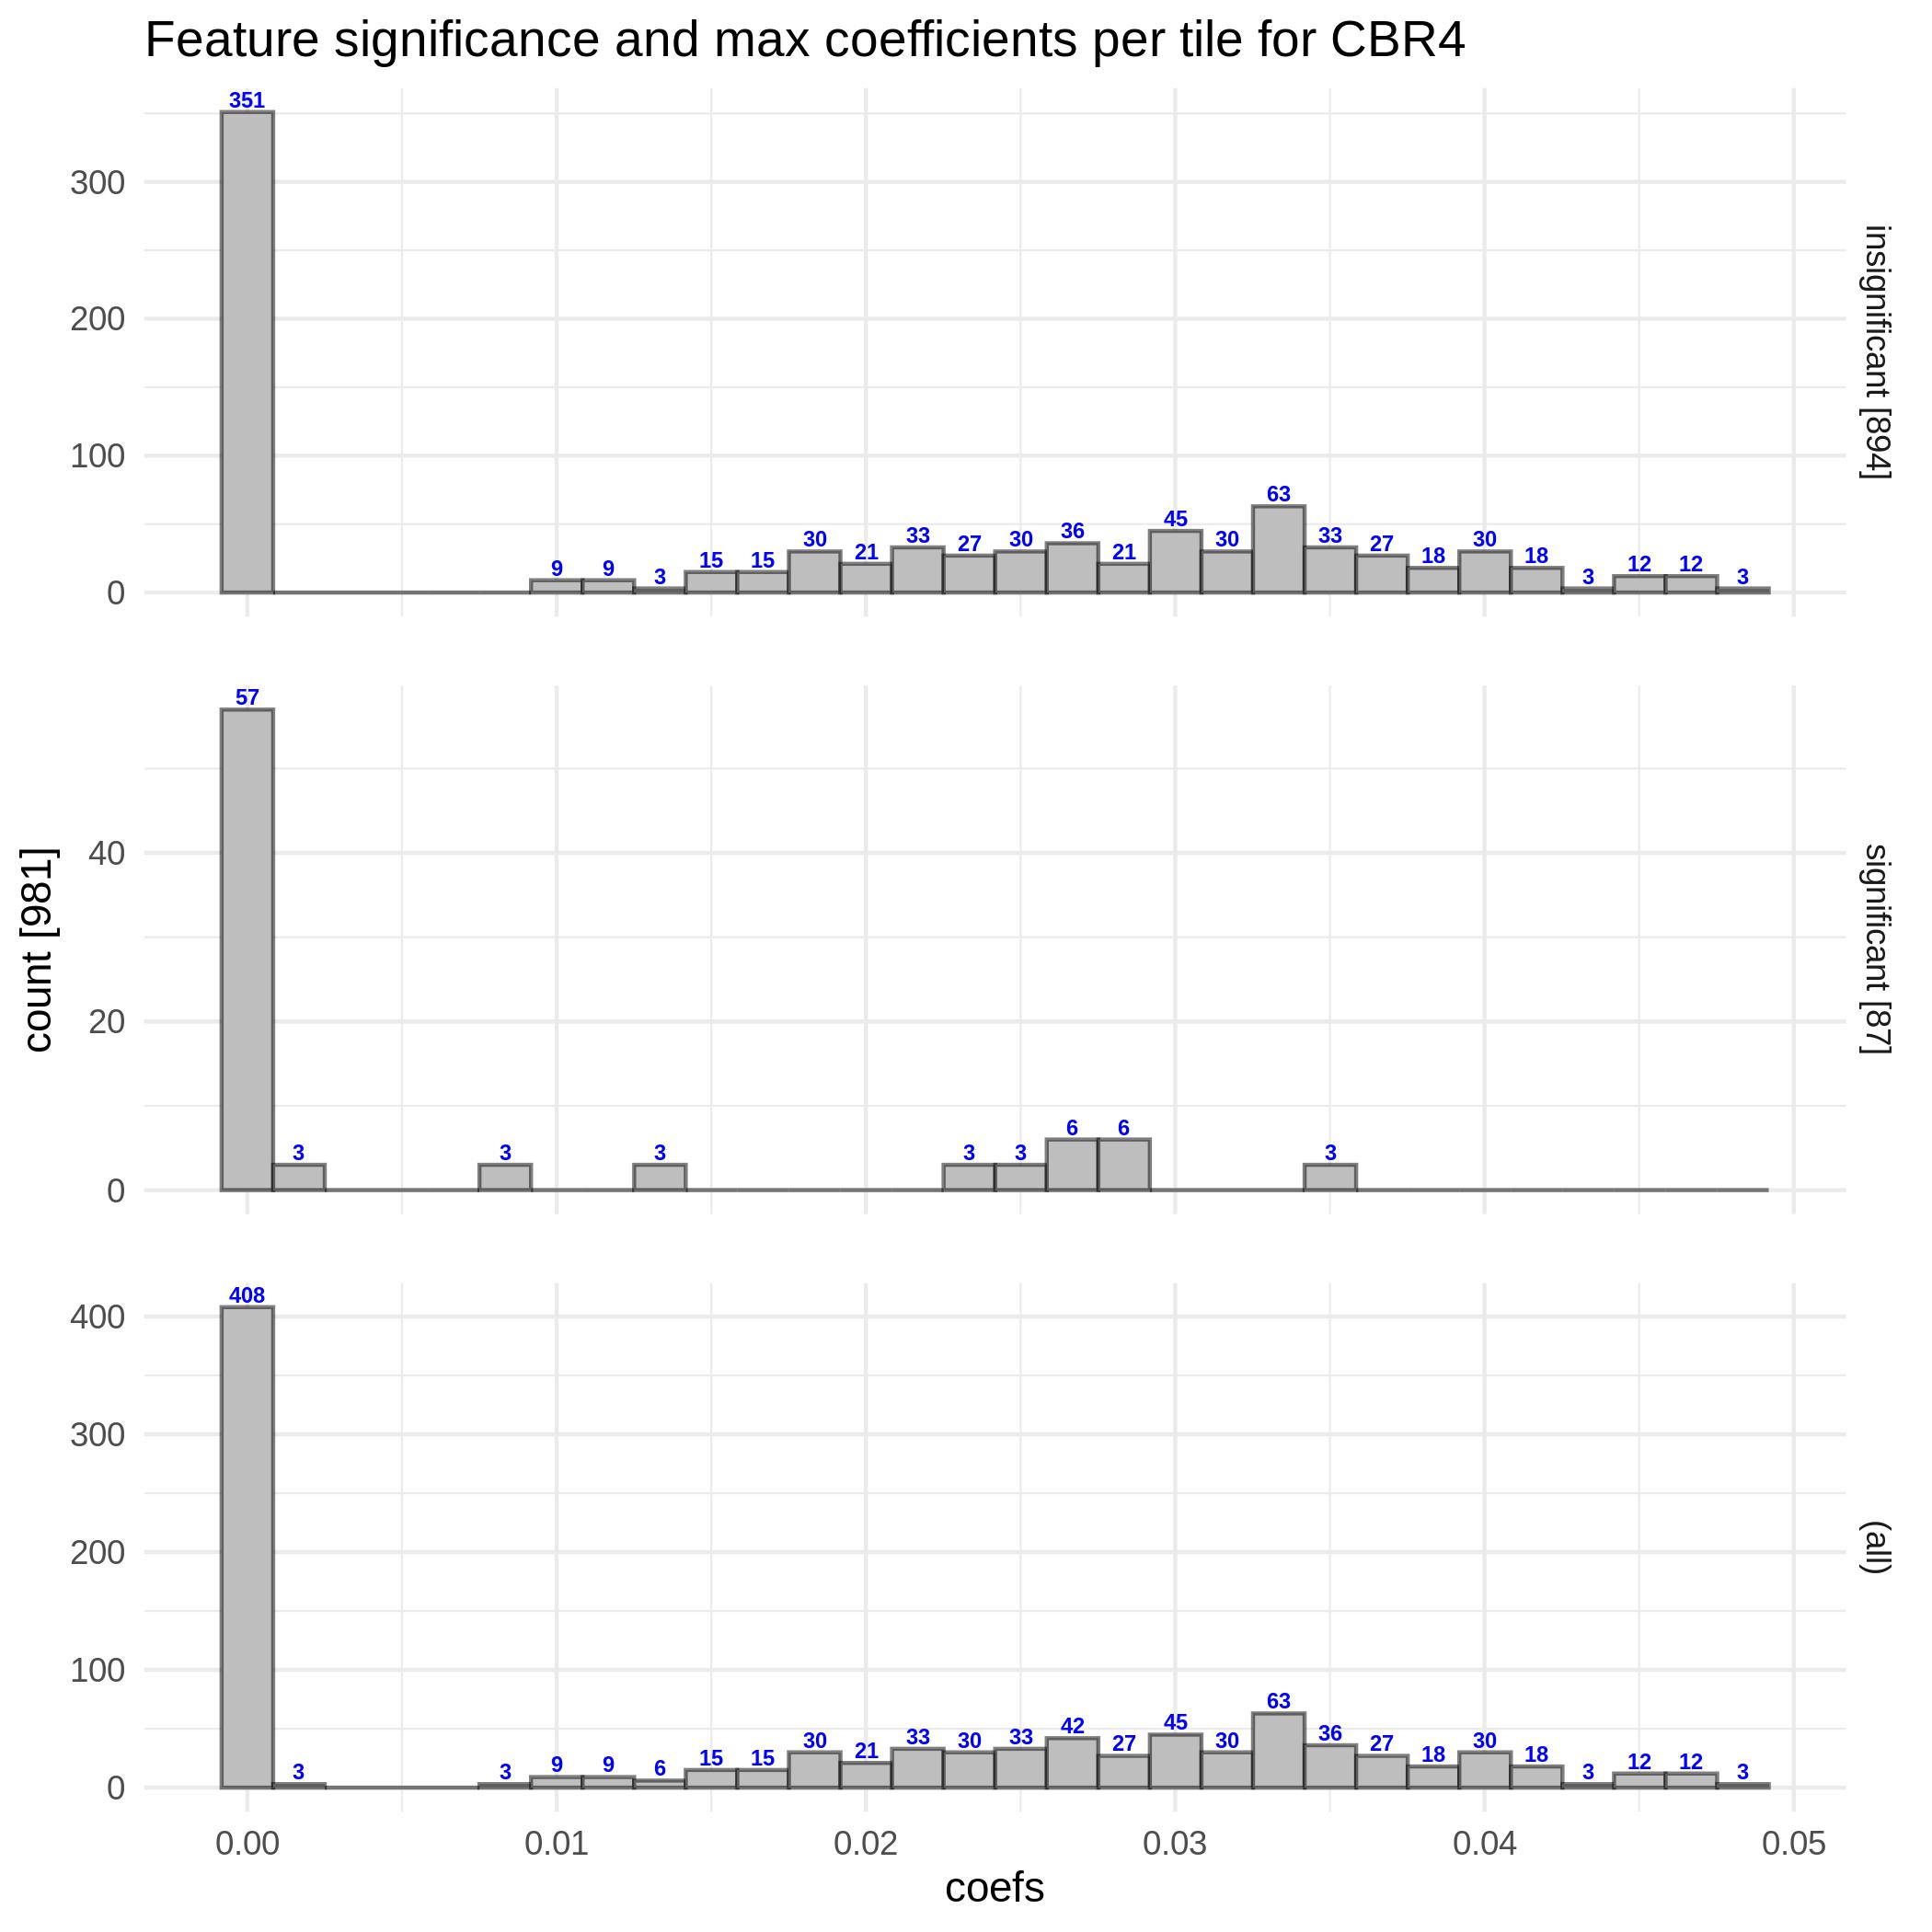 Feature significance and max coefficients per tile for CBR4
351
300
200
100
0
9 9 3 15 15 30 21 33 27 30 36 21 45 30 63 33 27 18 30 18 3 12 12 3
insignificant [894]
57
40
20
0
3 3 3 3 3 6 6 3
significant [87]
count [981]
408
400
300
200
100
0
3 3 9 9 6 15 15 30 21 33 30 33 42 27 45 30 63 36 27 18 30 18 3 12 12 3
(all)
0.00 0.01 0.02 0.03 0.04 0.05
coefs